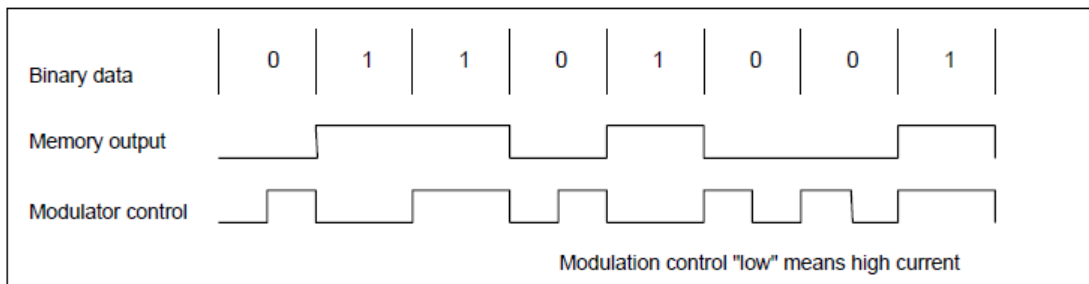 Binary data 0 1 1 0 1 0 0 1
Memory output
Modulator control
Modulation control "low" means high current